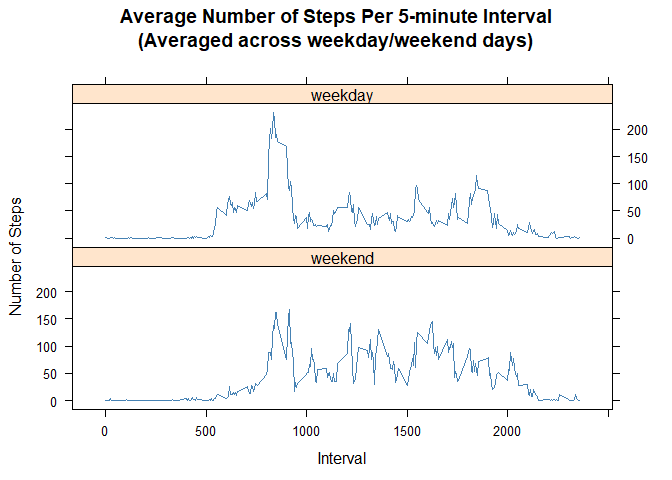 Average Number of Steps Per 5-minute Interval
(Averaged across weekday/weekend days)
weekday
200
150
100
50
0
weekend
200
150
100
50
0
0 500 1000 1500 2000
Number of Steps
Interval